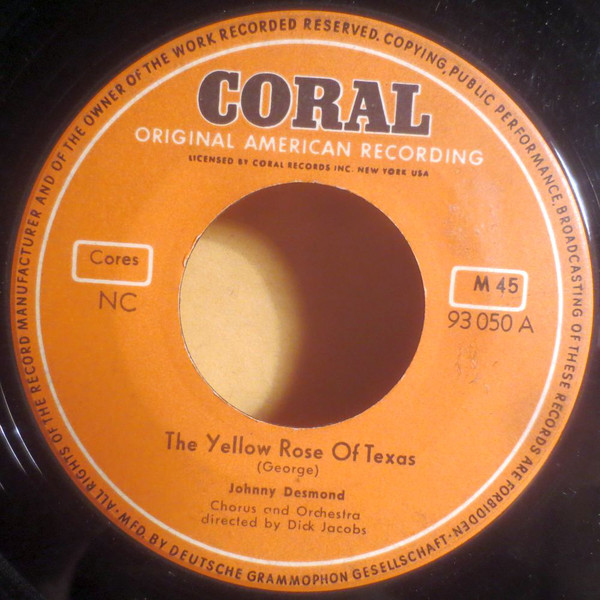 ALL RIGHTS OF THE RECORD MANUFACTURER AND OF THE OWNER OF THE WORK RECORDED RESERVED. COPYING, PUBLIC PERFORMANCE, BROADCASTING OF THESE RECORDS ARE FORBIDDEN
CORAL
ORIGINAL AMERICAN RECORDING
LICENSED BY CORAL RECORDS INC. NEW YORK USA
Cores
NC
M 45
93 050 A
The Yellow Rose Of Texas
(George)
Johnny Desmond
Chorus and Orchestra
directed by Dick Jacobs
·MFD. BY DEUTSCHE GRAMMOPHON GESELLSCHAFT·